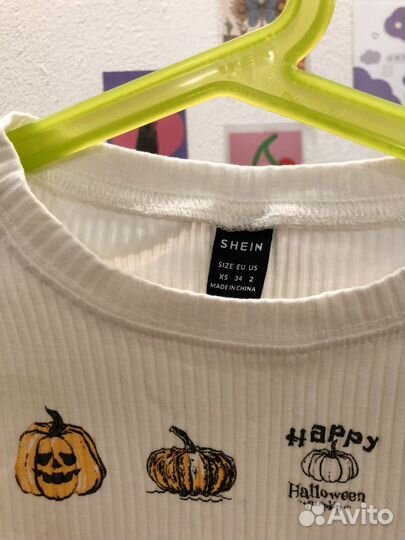 SHEIN
SIZE EU US
XS 34 2
MADE IN CHINA
Happy
Halloween
Avito